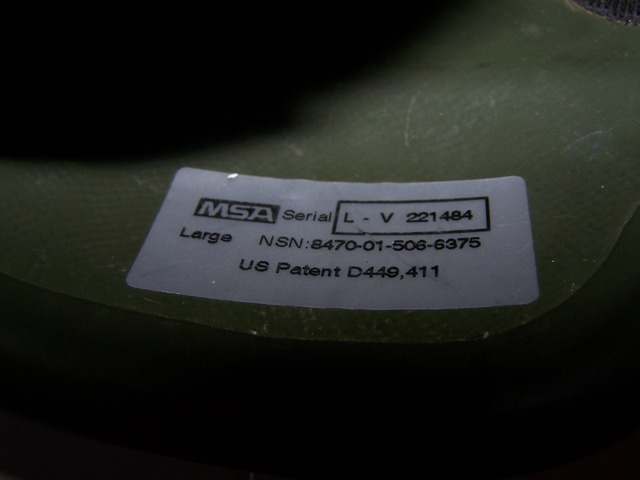 MSA Serial L - V 221484
Large NSN:8470-01-506-6375
US Patent D449,411